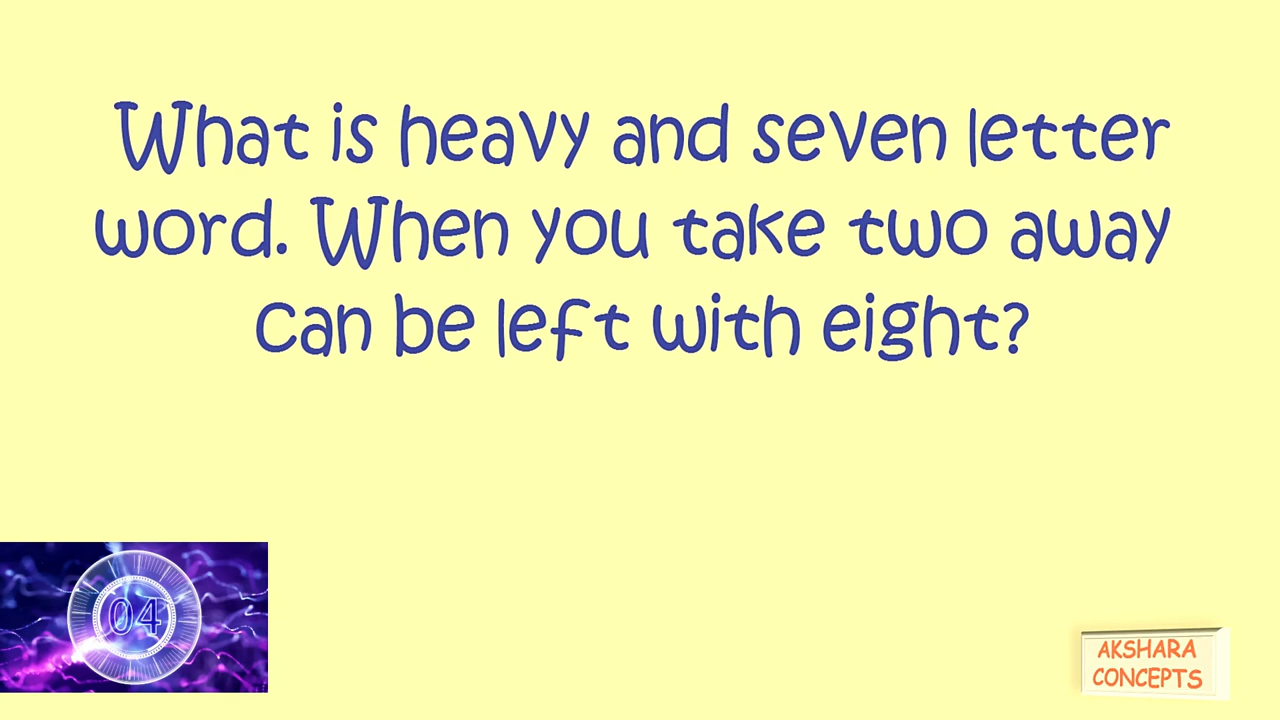 What is heavy and seven letter
word. When you take two away
can be left with eight?
04
AKSHARA
CONCEPTS